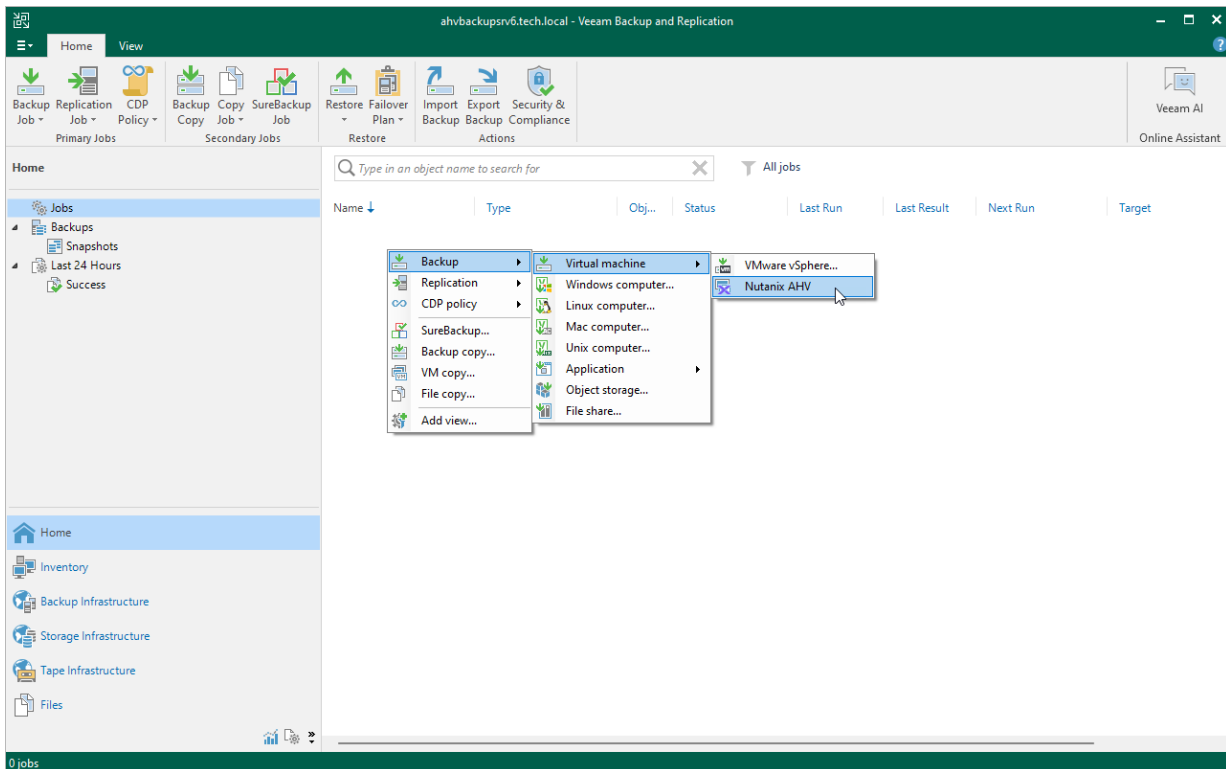 ahvbackupsrv6.tech.local - Veeam Backup and Replication
Home View
Backup Job
Replication Job
CDP Policy
Primary Jobs
Backup Copy
Copy Job
SureBackup Job
Secondary Jobs
Restore
Failover Plan
Restore
Import Backup
Export Backup
Security & Compliance
Actions
Veeam AI
Online Assistant
Home
Type in an object name to search for
All jobs
Jobs
Backups
Snapshots
Last 24 Hours
Success
Name Type Obj... Status Last Run Last Result Next Run Target
Backup
Replication
CDP policy
SureBackup...
Backup copy...
VM copy...
File copy...
Add view...
Virtual machine
Windows computer...
Linux computer...
Mac computer...
Unix computer...
Application
Object storage...
File share...
VMware vSphere...
Nutanix AHV
Home
Inventory
Backup Infrastructure
Storage Infrastructure
Tape Infrastructure
Files
0 jobs